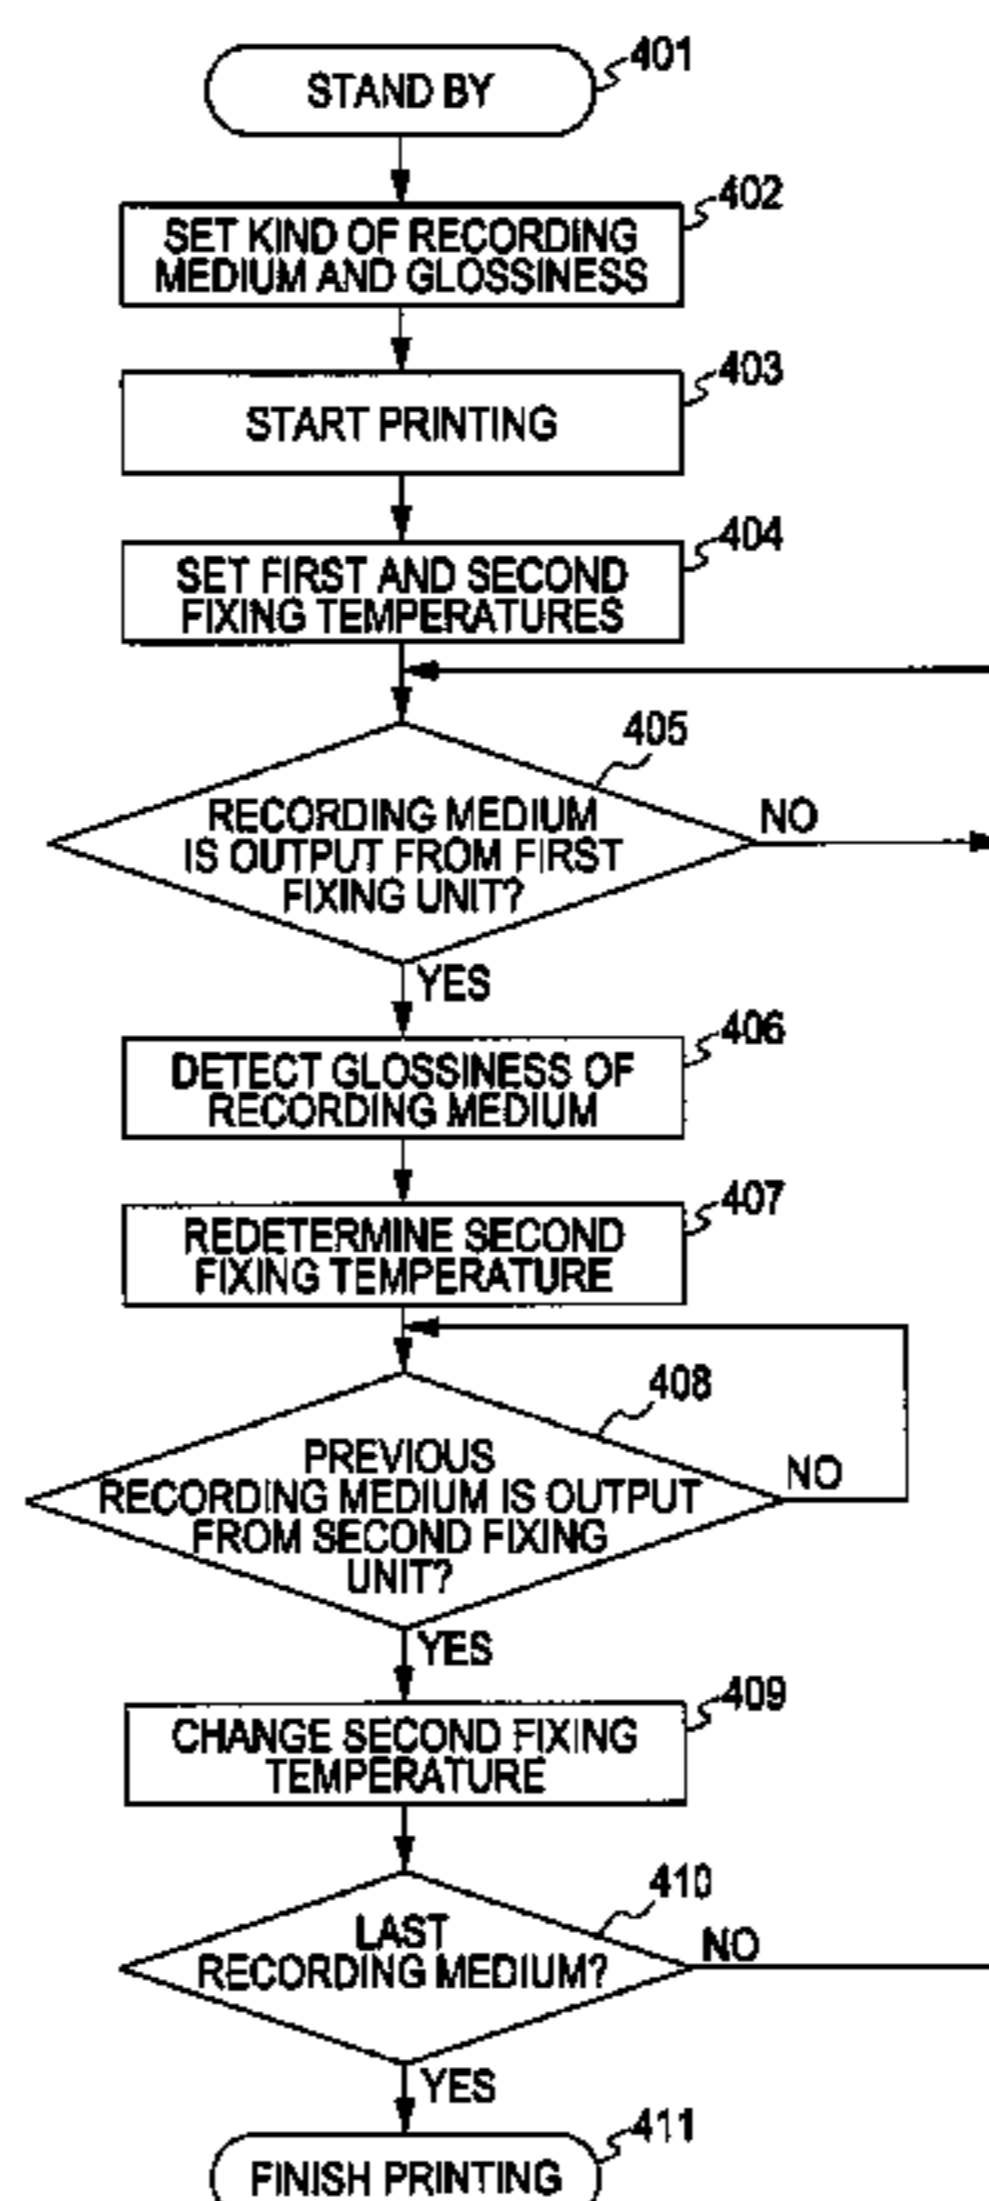 401
STAND BY
402
SET KIND OF RECORDING
MEDIUM AND GLOSSINESS
403
START PRINTING
404
SET FIRST AND SECOND
FIXING TEMPERATURES
405
RECORDING MEDIUM
IS OUTPUT FROM FIRST
FIXING UNIT?
NO
YES
406
DETECT GLOSSINESS OF
RECORDING MEDIUM
407
REDETERMINE SECOND
FIXING TEMPERATURE
408
PREVIOUS
RECORDING MEDIUM IS OUTPUT
FROM SECOND FIXING
UNIT?
NO
YES
409
CHANGE SECOND FIXING
TEMPERATURE
410
LAST
RECORDING MEDIUM?
NO
YES
411
FINISH PRINTING